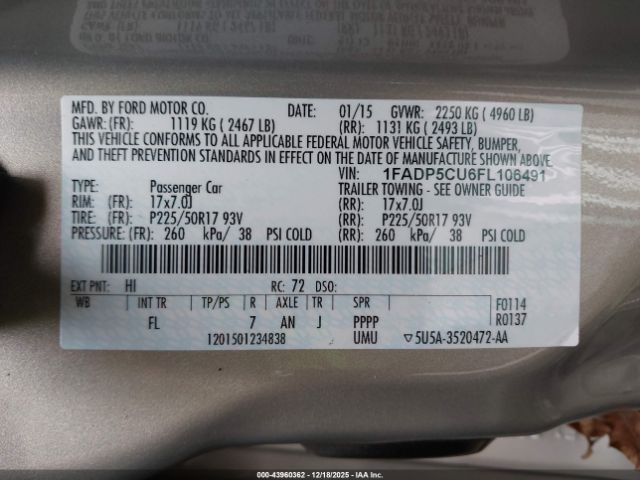 MFD. BY FORD MOTOR CO. DATE: 01/15 GVWR: 2250 KG ( 4960 LB)
GAWR: (FR): 1119 KG ( 2467 LB) (RR): 1131 KG ( 2493 LB)
THIS VEHICLE CONFORMS TO ALL APPLICABLE FEDERAL MOTOR VEHICLE SAFETY, BUMPER,
AND THEFT PREVENTION STANDARDS IN EFFECT ON THE DATE OF MANUFACTURE SHOWN ABOVE.
VIN: 1FADP5CU6FL106491
TYPE: Passenger Car TRAILER TOWING - SEE OWNER GUIDE
RIM: (FR): 17x7.0J (RR): 17x7.0J
TIRE: (FR): P225/50R17 93V (RR): P225/50R17 93V
PRESSURE: (FR): 260 kPa/ 38 PSI COLD (RR): 260 kPa/ 38 PSI COLD
EXT PNT: HI RC: 72 DSO:
WB INT TR TP/PS R AXLE TR SPR F0114
FL 7 AN J PPPP R0137
1201501234838 UMU ▽5U5A-3520472-AA
000-43960362 - 12/18/2025 - IAA, Inc.